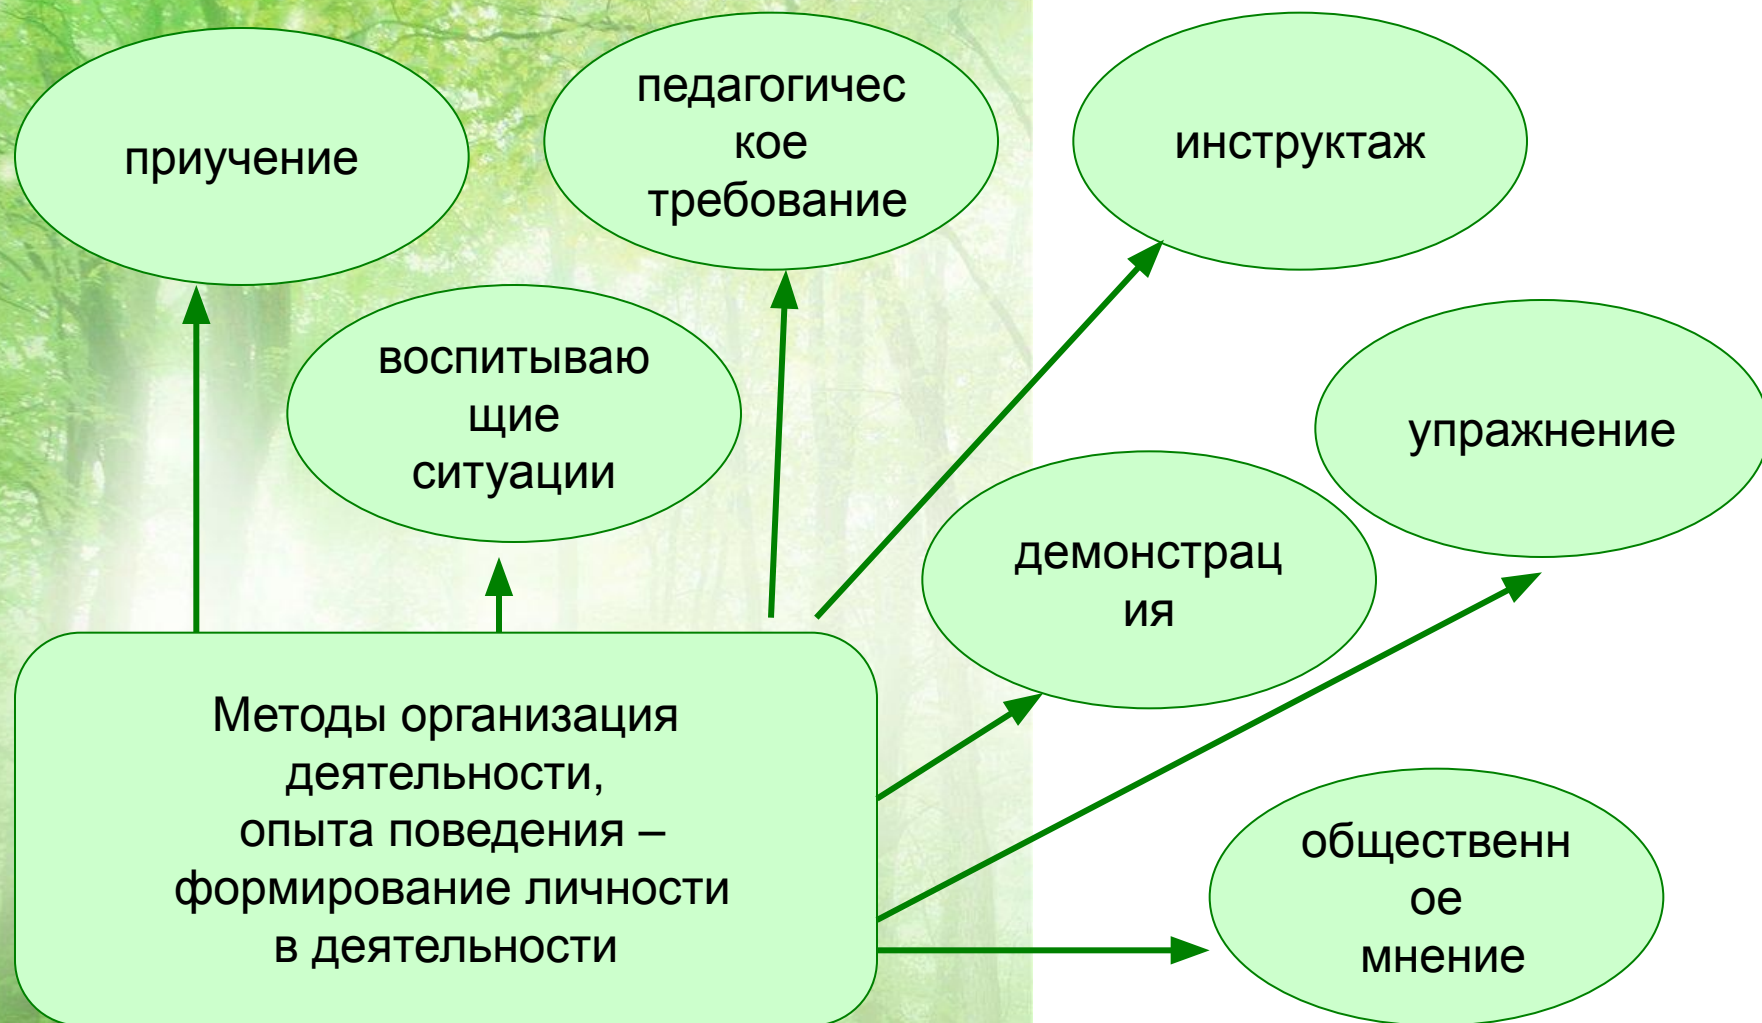 приучение
педагогичес
кое
требование
инструктаж
воспитываю
щие
ситуации
упражнение
демонстрац
ия
Методы организация
деятельности,
опыта поведения –
формирование личности
в деятельности
общественн
ое
мнение